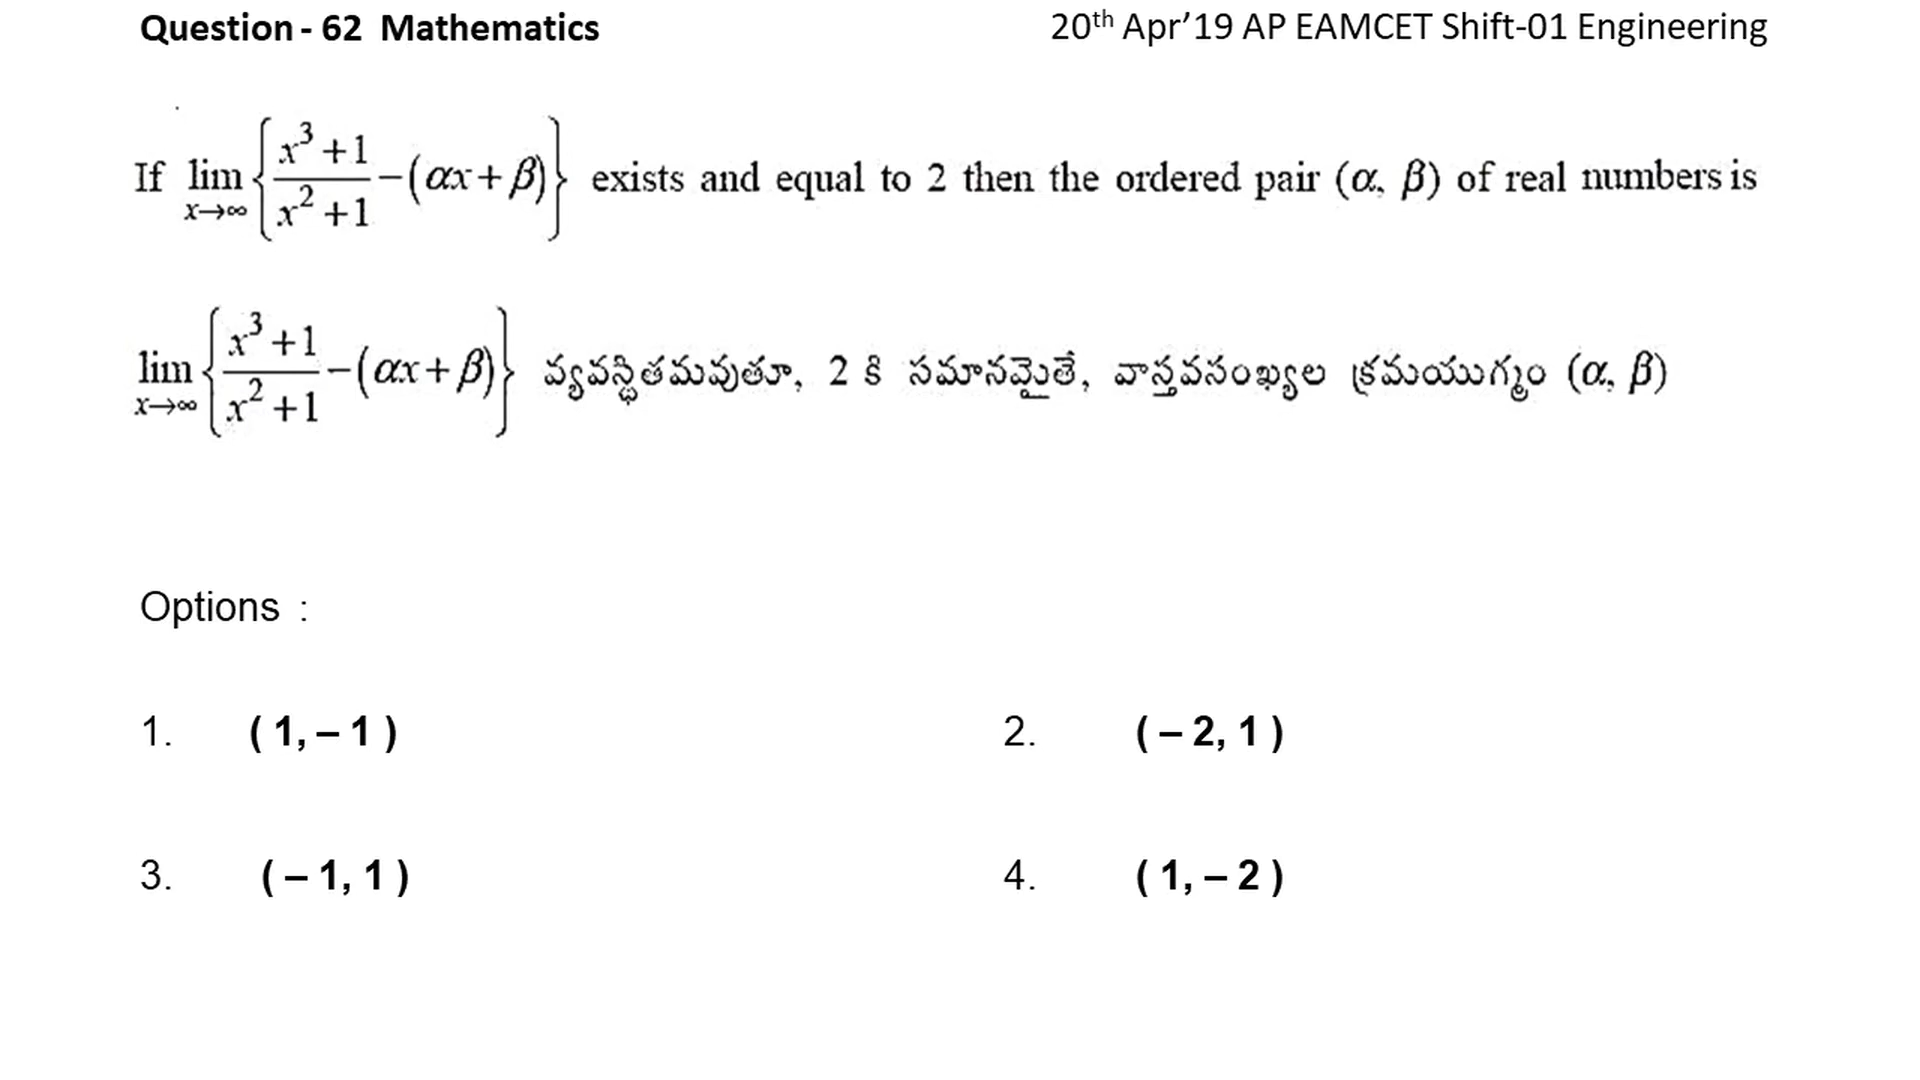 Question - 62 Mathematics
20th Apr'19 AP EAMCET Shift-01 Engineering
If lim x→∞ { (x³+1)/(x²+1) − (αx+β) } exists and equal to 2 then the ordered pair (α, β) of real numbers is
lim x→∞ { (x³+1)/(x²+1) − (αx+β) } వ్యవస్థితమవుతూ, 2 కి సమానమైతే, వాస్తవసంఖ్యల క్రమయుగ్మం (α, β)
Options :
1. ( 1, – 1 )
2. ( – 2, 1 )
3. ( – 1, 1 )
4. ( 1, – 2 )